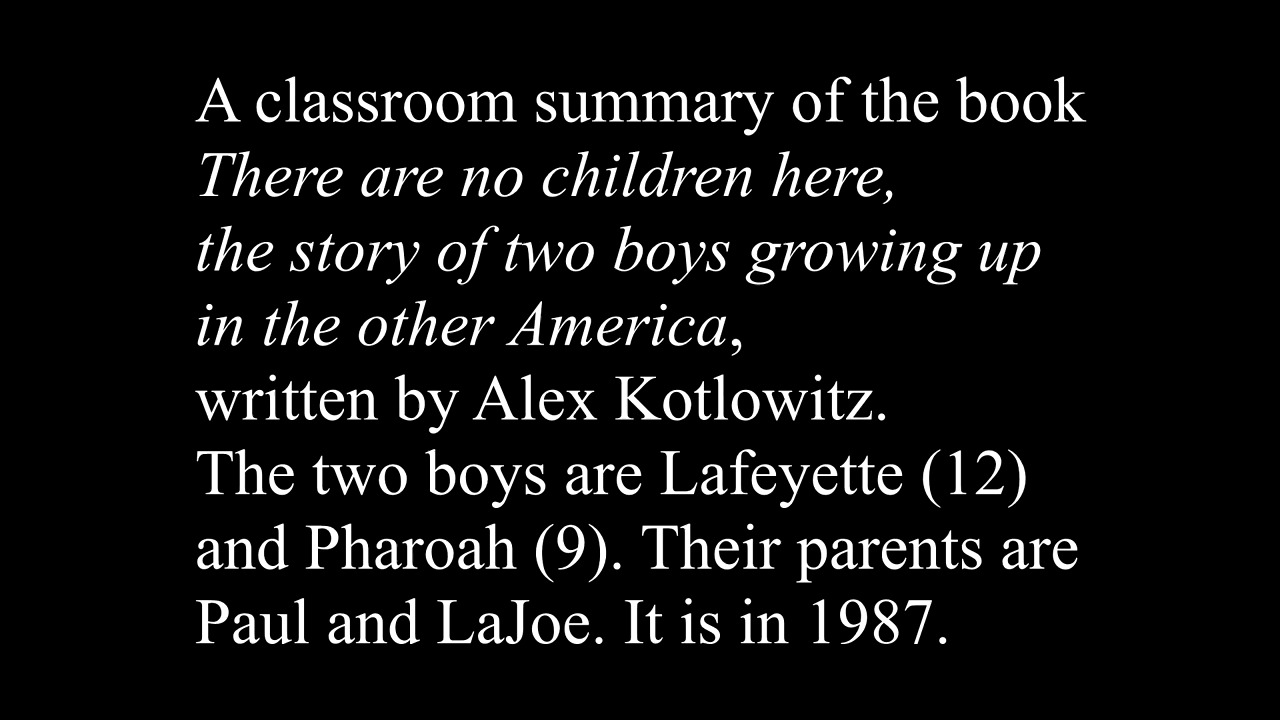 A classroom summary of the book
There are no children here,
the story of two boys growing up
in the other America,
written by Alex Kotlowitz.
The two boys are Lafeyette (12)
and Pharoah (9). Their parents are
Paul and LaJoe. It is in 1987.